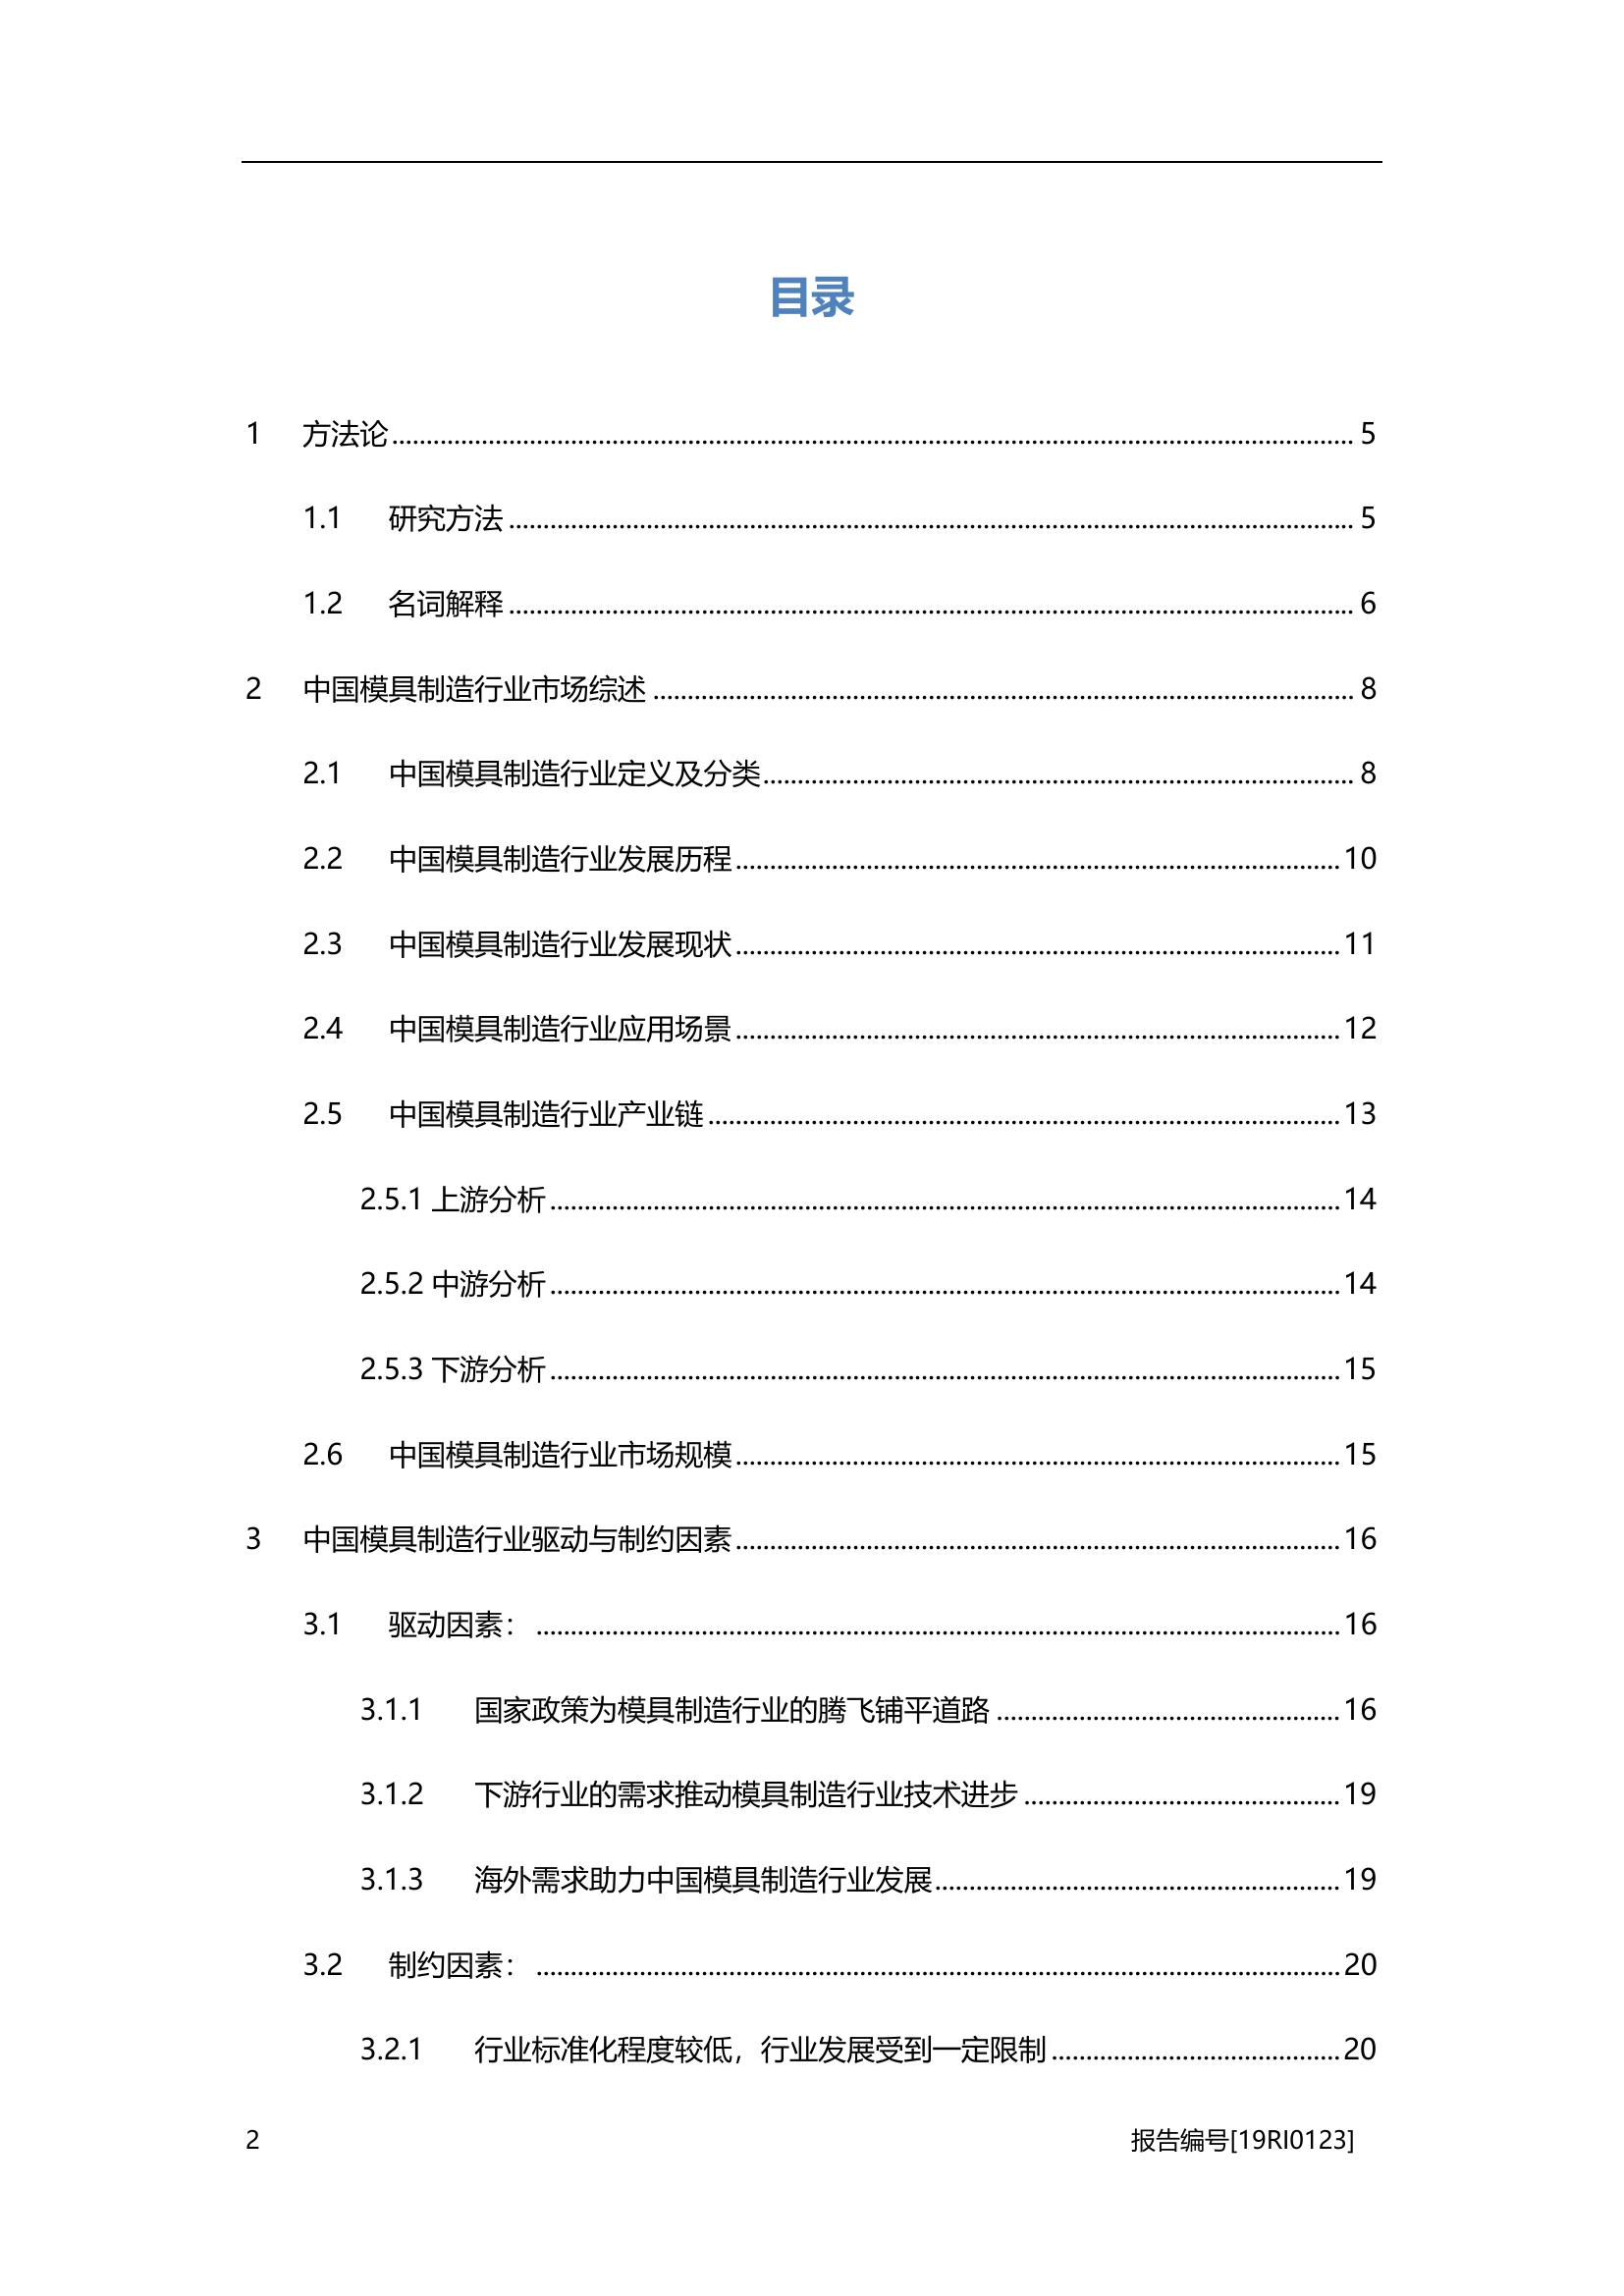 目录
1 方法论 5
1.1 研究方法 5
1.2 名词解释 6
2 中国模具制造行业市场综述 8
2.1 中国模具制造行业定义及分类 8
2.2 中国模具制造行业发展历程 10
2.3 中国模具制造行业发展现状 11
2.4 中国模具制造行业应用场景 12
2.5 中国模具制造行业产业链 13
2.5.1 上游分析 14
2.5.2 中游分析 14
2.5.3 下游分析 15
2.6 中国模具制造行业市场规模 15
3 中国模具制造行业驱动与制约因素 16
3.1 驱动因素： 16
3.1.1 国家政策为模具制造行业的腾飞铺平道路 16
3.1.2 下游行业的需求推动模具制造行业技术进步 19
3.1.3 海外需求助力中国模具制造行业发展 19
3.2 制约因素： 20
3.2.1 行业标准化程度较低，行业发展受到一定限制 20
2 报告编号[19RI0123]